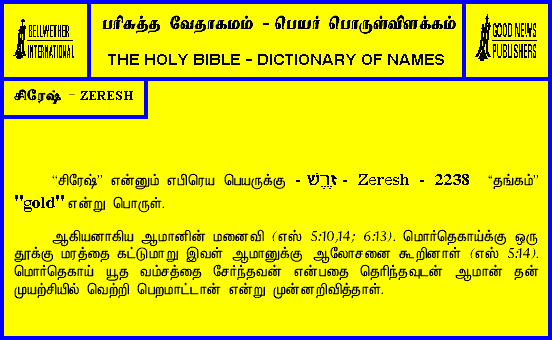 BELLWETHER
INTERNATIONAL
பரிசுத்த வேதாகமம் - பெயர் பொருள்விளக்கம்
THE HOLY BIBLE - DICTIONARY OF NAMES
GOOD NEWS
PUBLISHERS
சிரேஷ் - ZERESH
“சிரேஷ்” என்னும் எபிரெய பெயருக்கு - זֶרֶשׁ - Zeresh - 2238 “தங்கம்”
"gold" என்று பொருள்.
ஆகியனாகிய ஆமானின் மனைவி (எஸ் 5:10,14; 6:13). மொர்தெகாய்க்கு ஒரு
தூக்கு மரத்தை கட்டுமாறு இவள் ஆமானுக்கு ஆலோசனை கூறினாள் (எஸ் 5:14).
மொர்தெகாய் யூத வம்சத்தை சேர்ந்தவன் என்பதை தெரிந்தவுடன் ஆமான் தன்
முயற்சியில் வெற்றி பெறமாட்டான் என்று முன்னறிவித்தாள்.